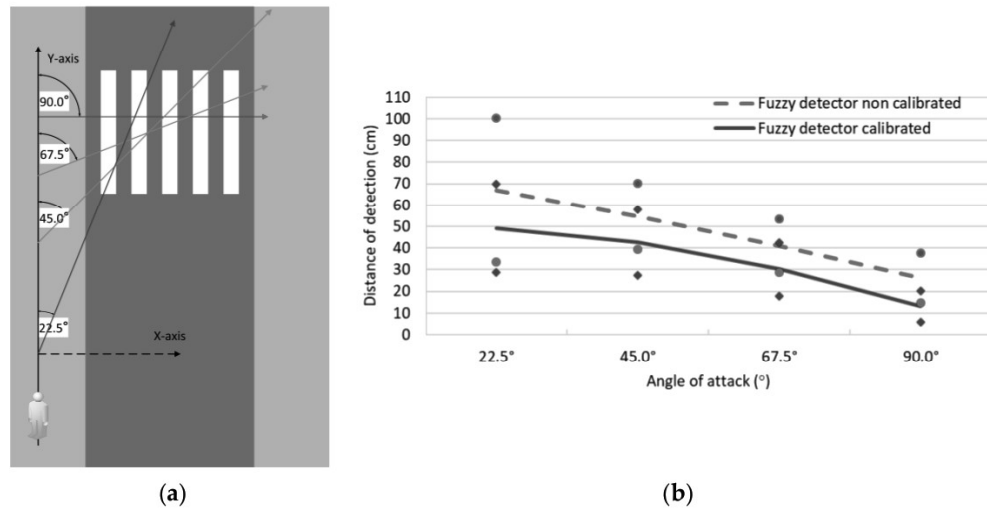 Y-axis
90.0°
67.5°
45.0°
22.5°
X-axis
(a)
110
100
90
80
70
60
50
40
30
20
10
0
Distance of detection (cm)
Fuzzy detector non calibrated
Fuzzy detector calibrated
22.5° 45.0° 67.5° 90.0°
Angle of attack (°)
(b)